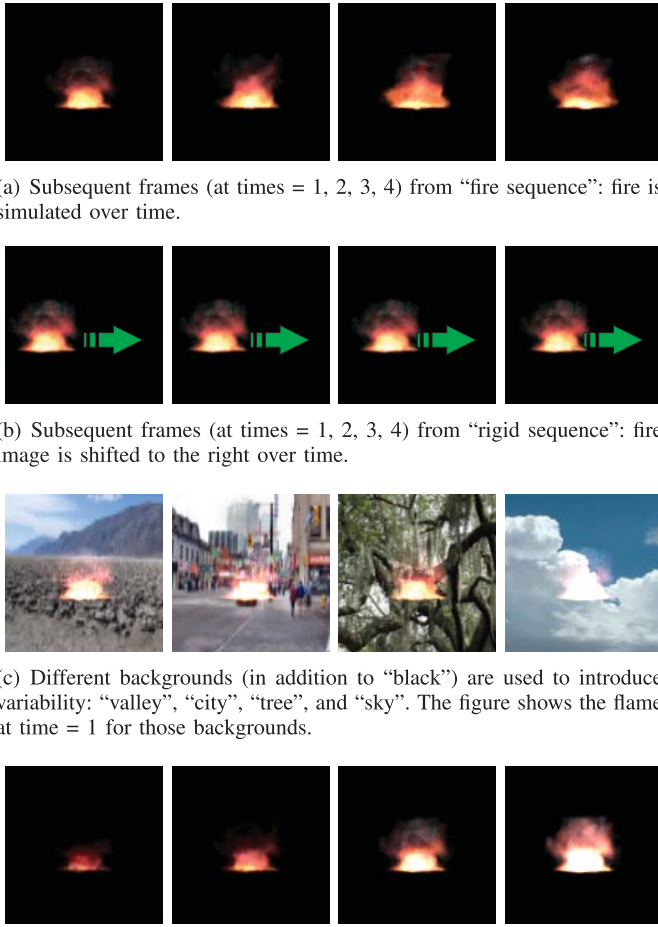 (a) Subsequent frames (at times = 1, 2, 3, 4) from “fire sequence”: fire is
simulated over time.
(b) Subsequent frames (at times = 1, 2, 3, 4) from “rigid sequence”: fire
image is shifted to the right over time.
(c) Different backgrounds (in addition to “black”) are used to introduce
variability: “valley”, “city”, “tree”, and “sky”. The figure shows the flame
at time = 1 for those backgrounds.